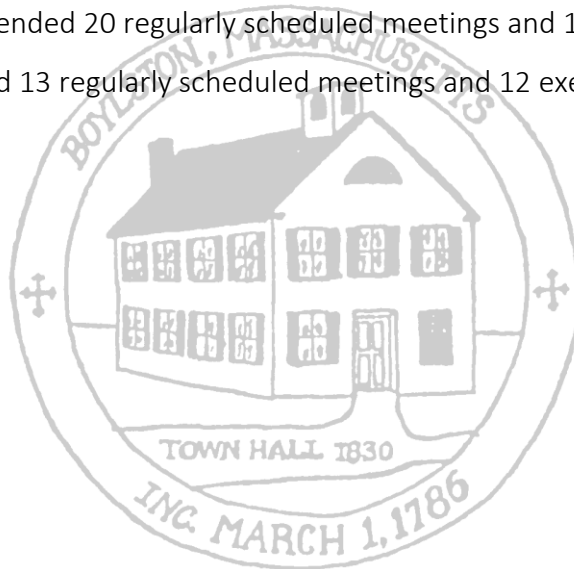 ended 20 regularly scheduled meetings and 1
d 13 regularly scheduled meetings and 12 exe
BOYLSTON, MASSACHUSETTS
TOWN HALL 1830
INC. MARCH 1, 1786